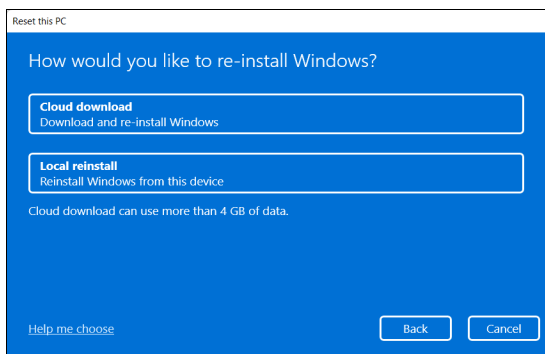 Reset this PC
How would you like to re-install Windows?
Cloud download
Download and re-install Windows
Local reinstall
Reinstall Windows from this device
Cloud download can use more than 4 GB of data.
Help me choose
Back
Cancel